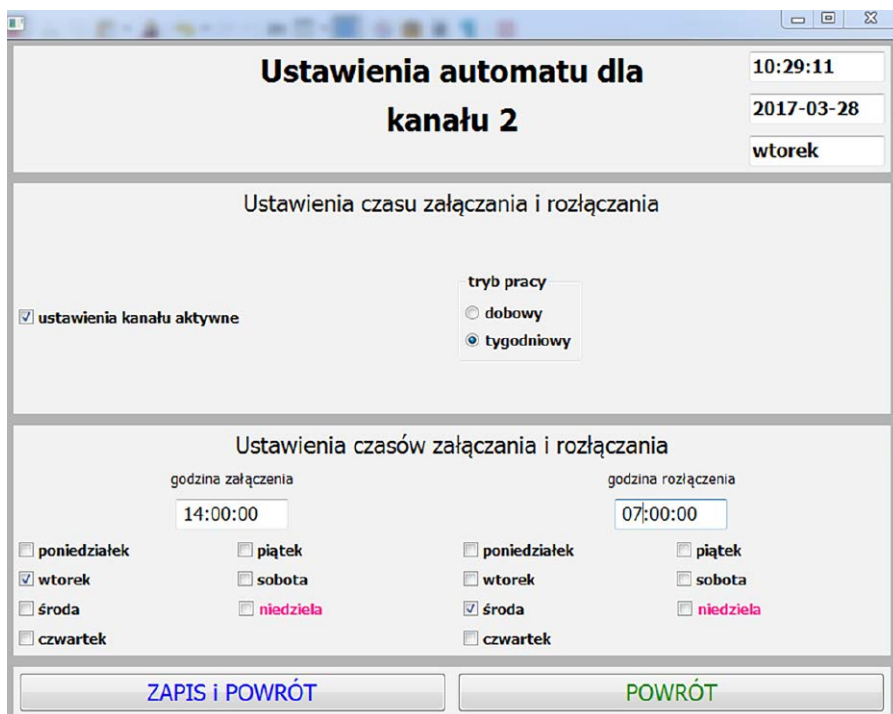 Ustawienia automatu dla
kanału 2
10:29:11
2017-03-28
wtorek
Ustawienia czasu załączania i rozłączania
ustawienia kanału aktywne
tryb pracy
dobowy
tygodniowy
Ustawienia czasów załączania i rozłączania
godzina załączenia
godzina rozłączenia
14:00:00
07:00:00
poniedziałek piątek poniedziałek piątek
wtorek sobota wtorek sobota
środa niedziela środa niedziela
czwartek czwartek
ZAPIS i POWRÓT
POWRÓT